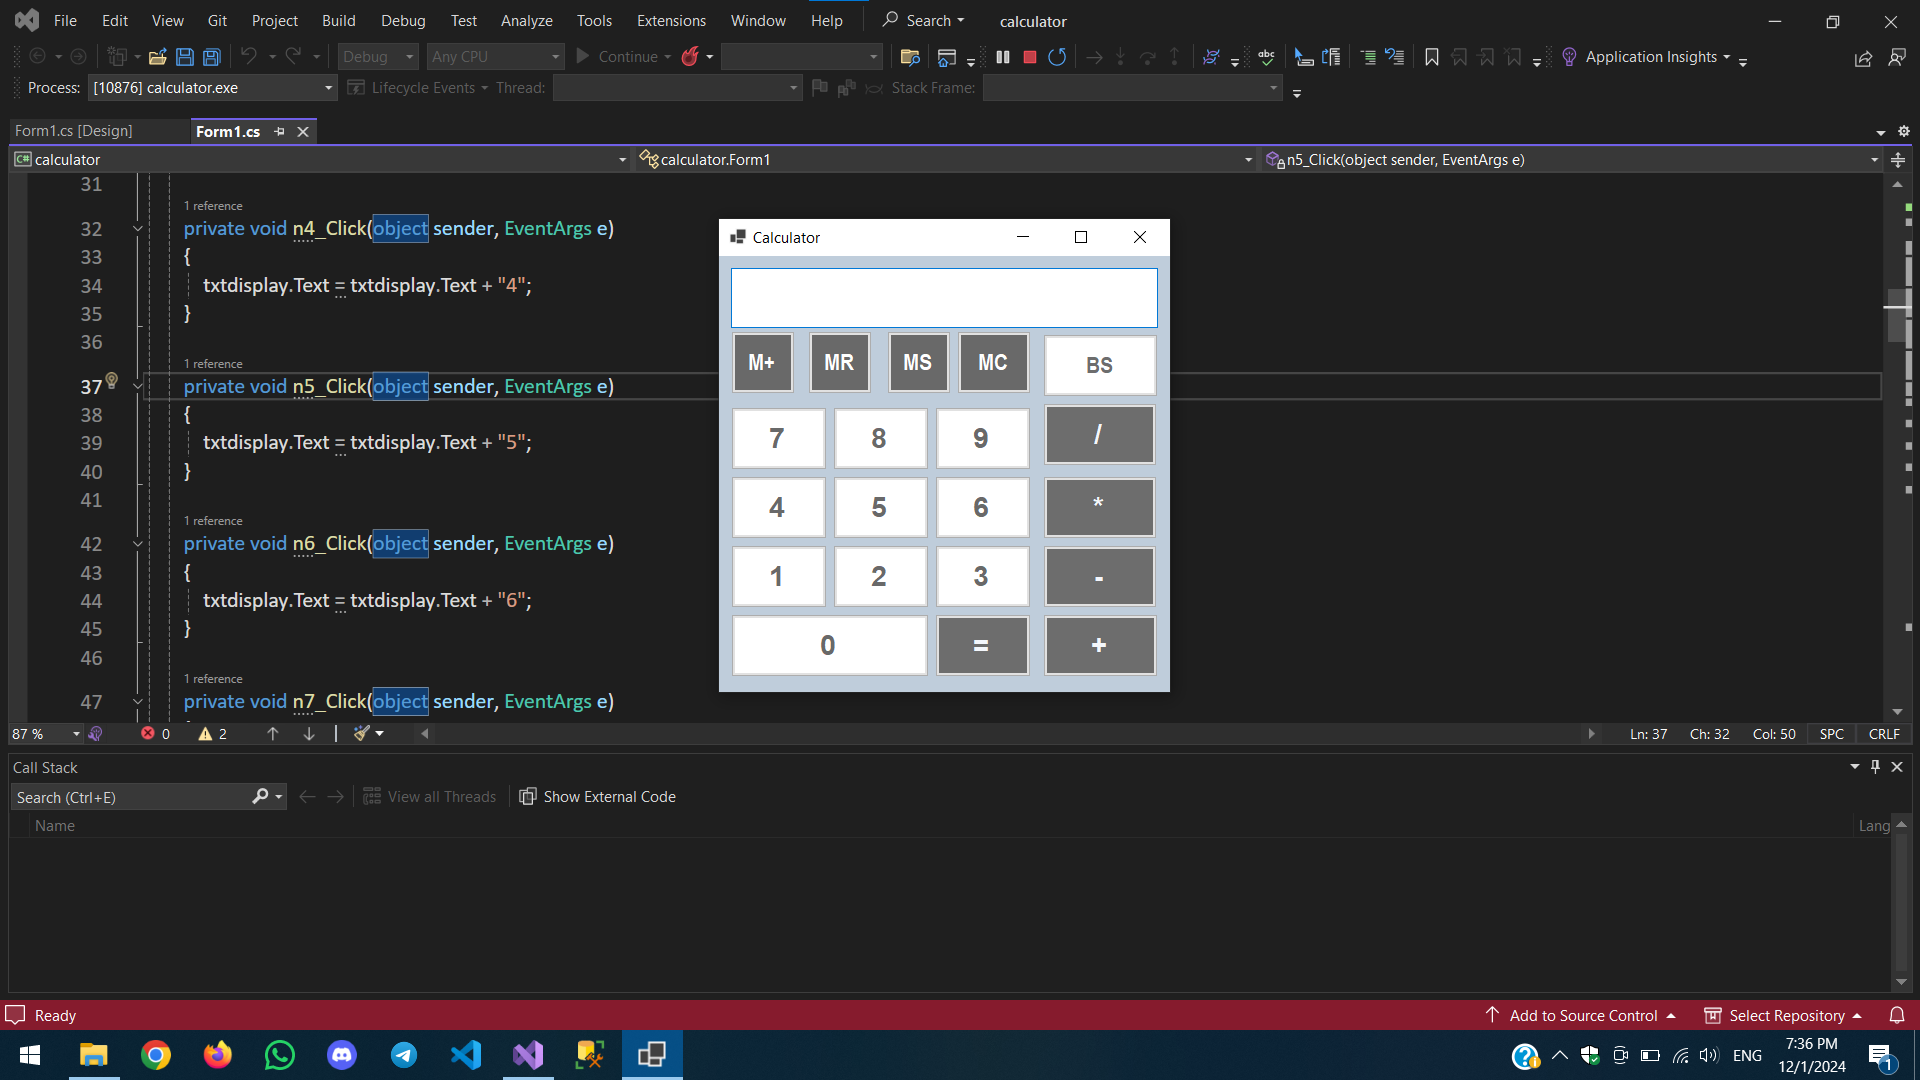 File Edit View Git Project Build Debug Test Analyze Tools Extensions Window Help Search calculator
Debug Any CPU Continue Application Insights
Process: [10876] calculator.exe Lifecycle Events Thread: Stack Frame:
Form1.cs [Design] Form1.cs
calculator calculator.Form1 n5_Click(object sender, EventArgs e)
31
1 reference
32 private void n4_Click(object sender, EventArgs e)
33 {
34 txtdisplay.Text = txtdisplay.Text + "4";
35 }
36
1 reference
37 private void n5_Click(object sender, EventArgs e)
38 {
39 txtdisplay.Text = txtdisplay.Text + "5";
40 }
41
1 reference
42 private void n6_Click(object sender, EventArgs e)
43 {
44 txtdisplay.Text = txtdisplay.Text + "6";
45 }
46
1 reference
47 private void n7_Click(object sender, EventArgs e)
Calculator
M+ MR MS MC BS
7 8 9 /
4 5 6 *
1 2 3 -
0 = +
87 % 0 2 Ln: 37 Ch: 32 Col: 50 SPC CRLF
Call Stack
Search (Ctrl+E) View all Threads Show External Code
Name Lang
Ready Add to Source Control Select Repository
ENG 7:36 PM
12/1/2024 1